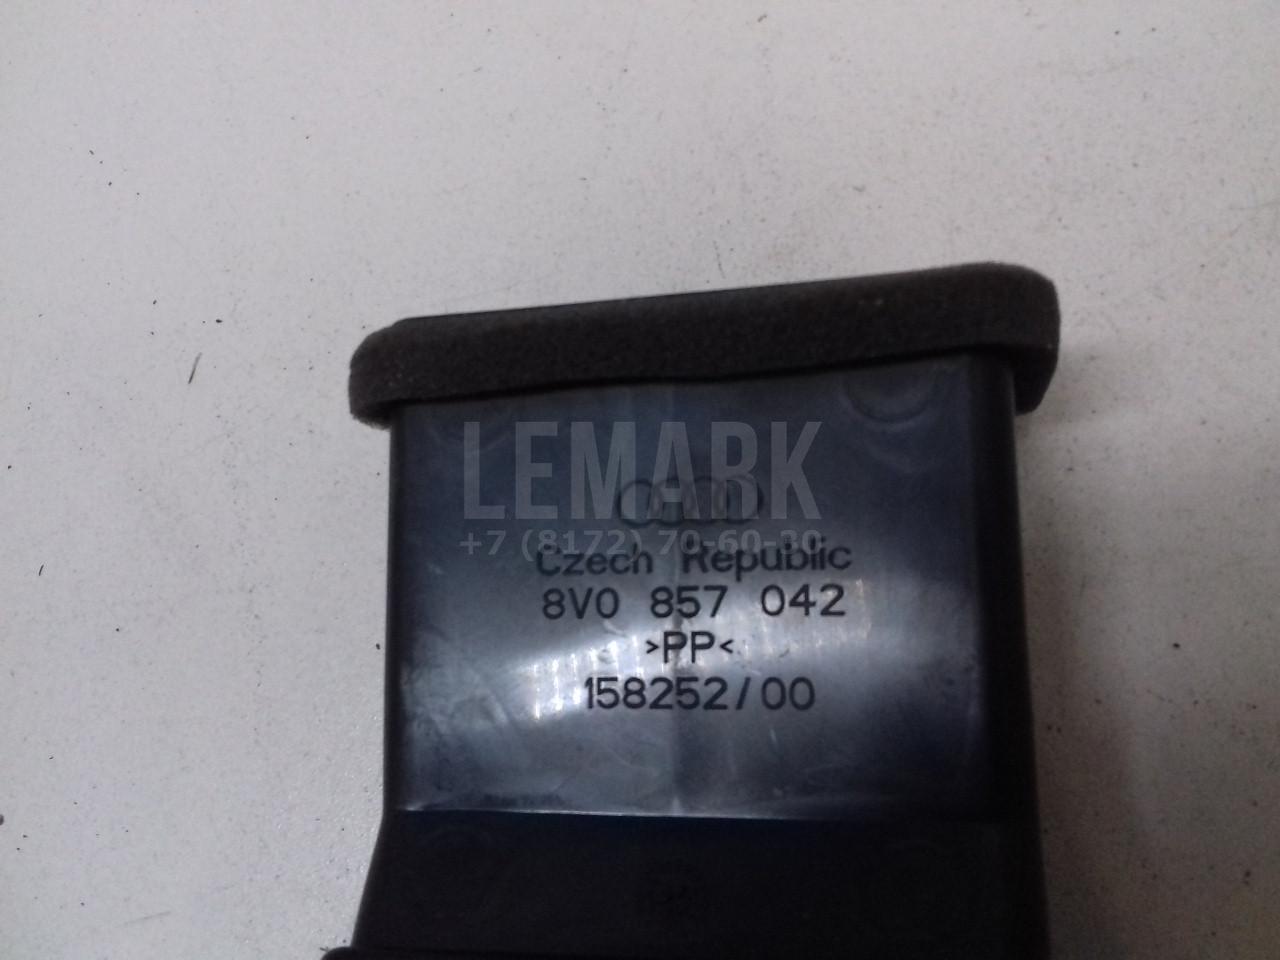 LEMARK
+7 (8172) 70-60-30
Czech Republic
8V0 857 042
>PP<
158252/00